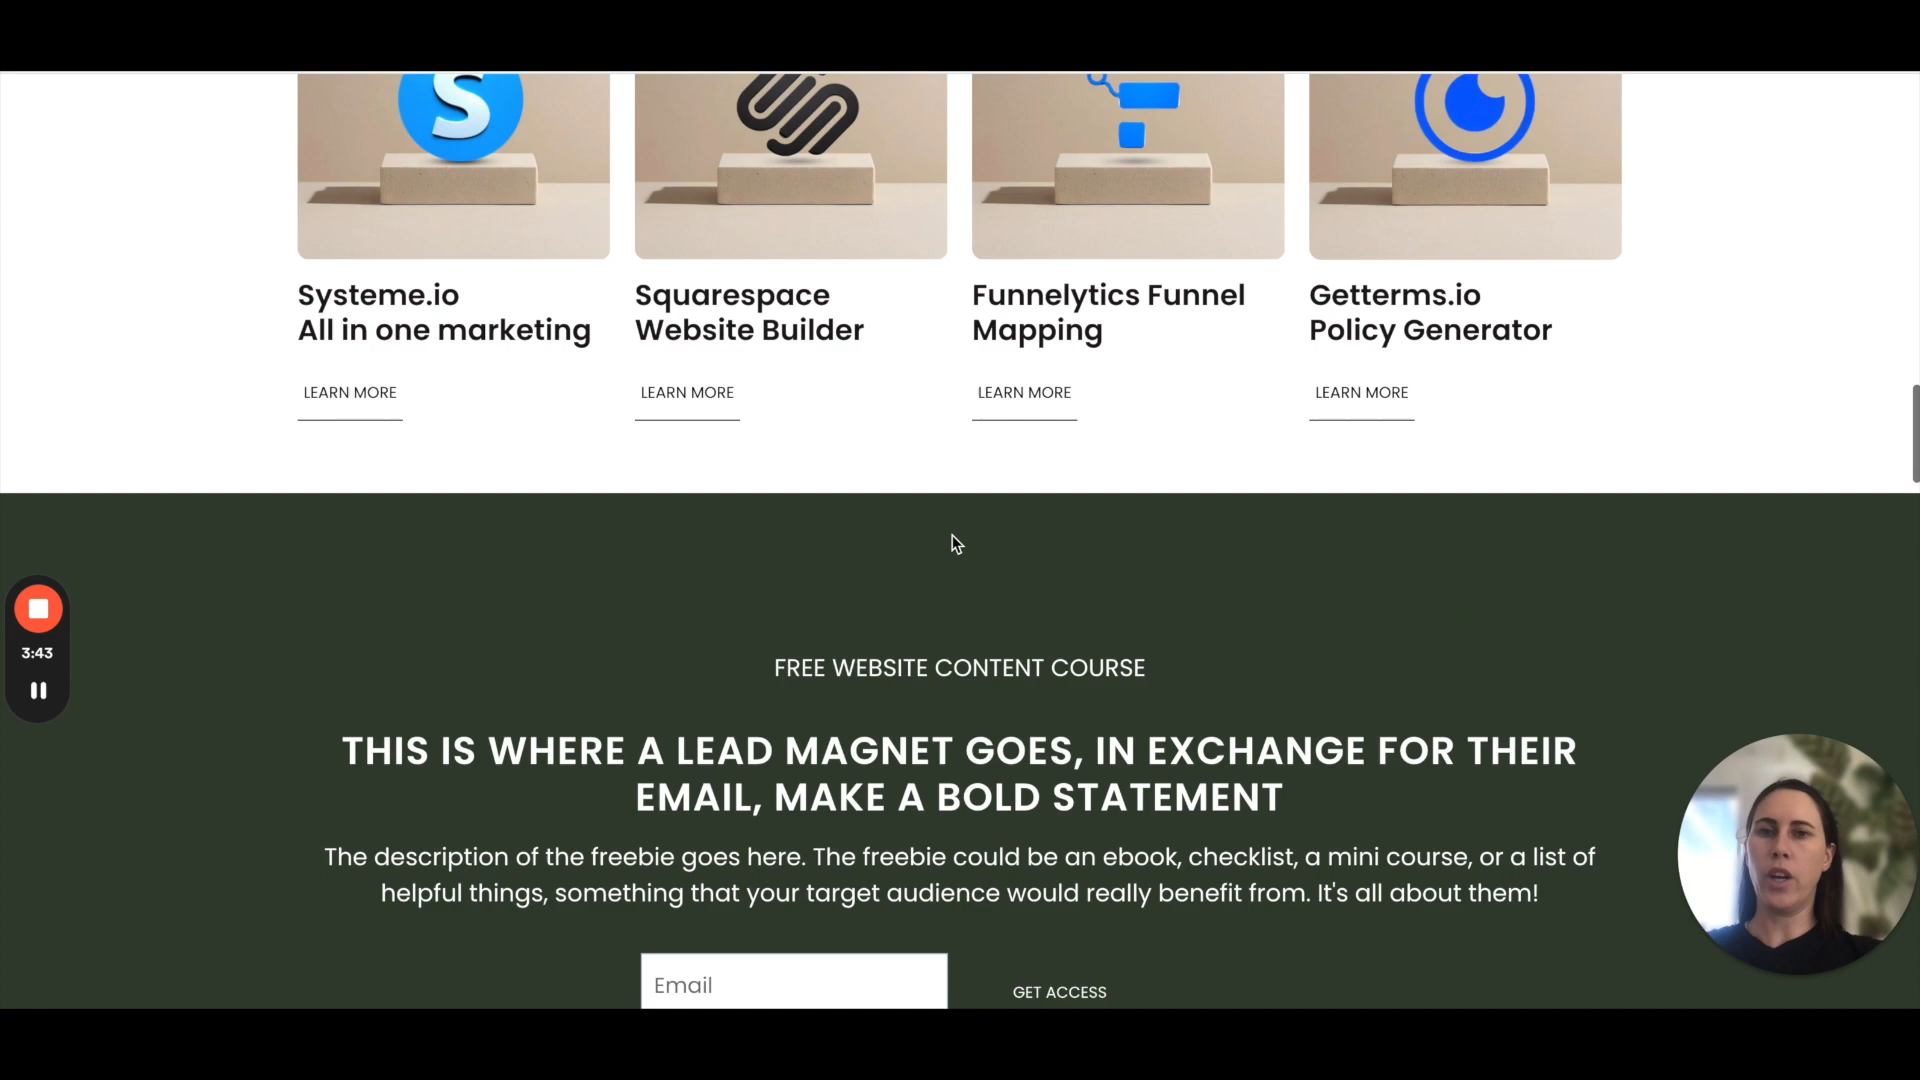 Systeme.io
All in one marketing
LEARN MORE
Squarespace
Website Builder
LEARN MORE
Funnelytics Funnel
Mapping
LEARN MORE
Getterms.io
Policy Generator
LEARN MORE
3:43
FREE WEBSITE CONTENT COURSE
THIS IS WHERE A LEAD MAGNET GOES, IN EXCHANGE FOR THEIR
EMAIL, MAKE A BOLD STATEMENT
The description of the freebie goes here. The freebie could be an ebook, checklist, a mini course, or a list of
helpful things, something that your target audience would really benefit from. It's all about them!
Email
GET ACCESS